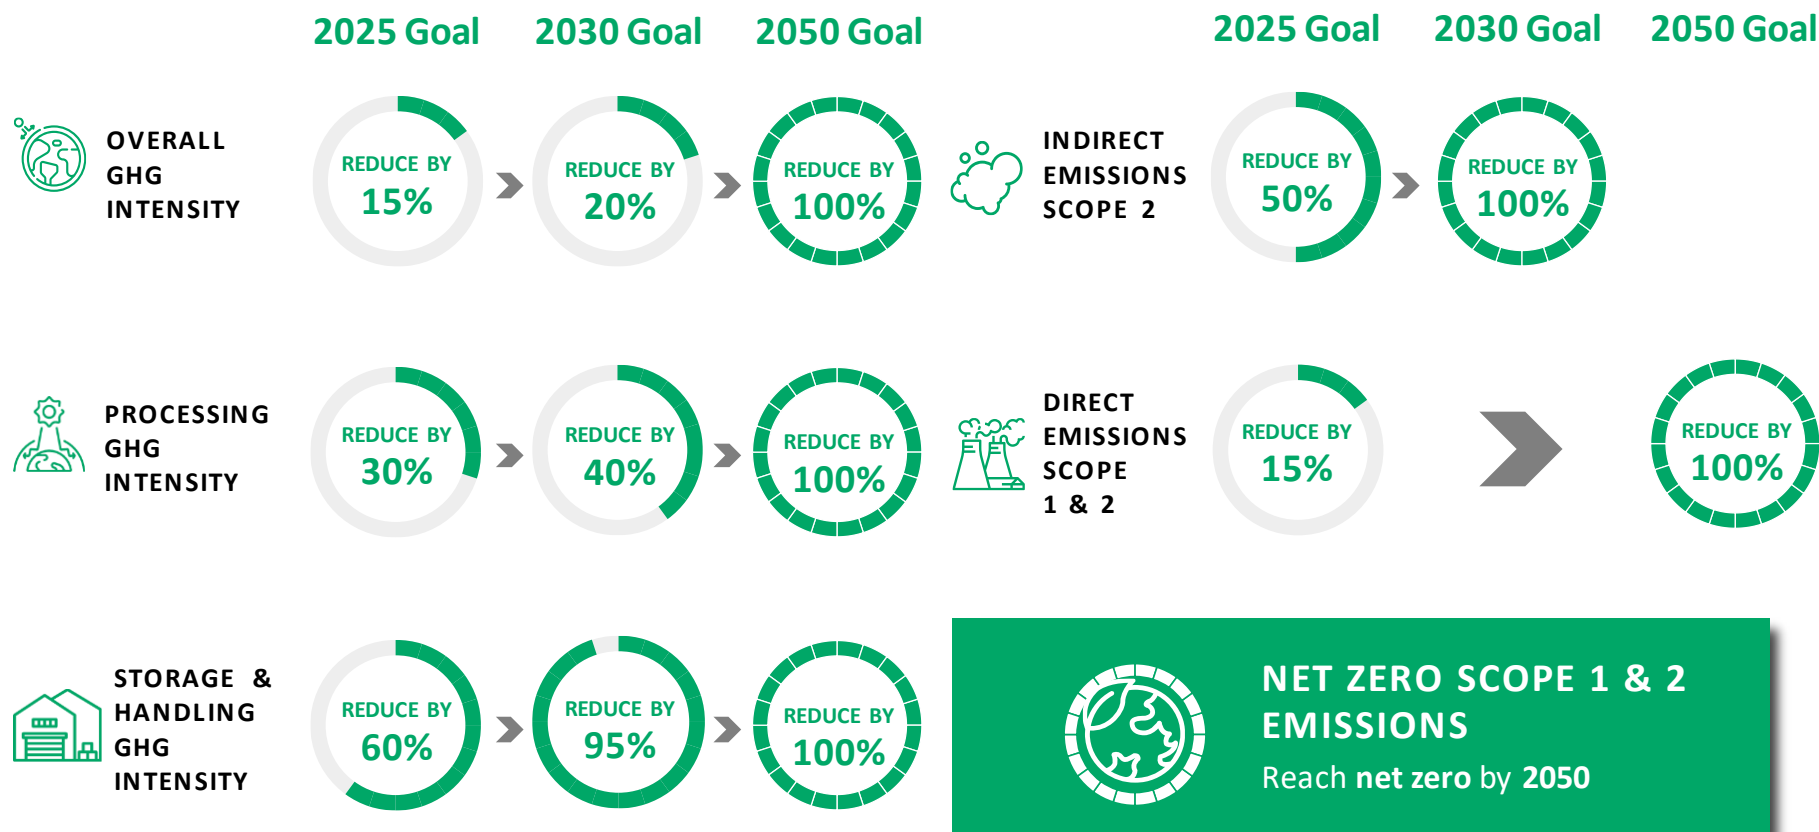 2025 Goal 2030 Goal 2050 Goal
OVERALL
GHG
INTENSITY
REDUCE BY
15%
REDUCE BY
20%
REDUCE BY
100%
PROCESSING
GHG
INTENSITY
REDUCE BY
30%
REDUCE BY
40%
REDUCE BY
100%
STORAGE &
HANDLING
GHG
INTENSITY
REDUCE BY
60%
REDUCE BY
95%
REDUCE BY
100%
2025 Goal 2030 Goal 2050 Goal
INDIRECT
EMISSIONS
SCOPE 2
REDUCE BY
50%
REDUCE BY
100%
DIRECT
EMISSIONS
SCOPE
1 & 2
REDUCE BY
15%
REDUCE BY
100%
NET ZERO SCOPE 1 & 2
EMISSIONS
Reach net zero by 2050